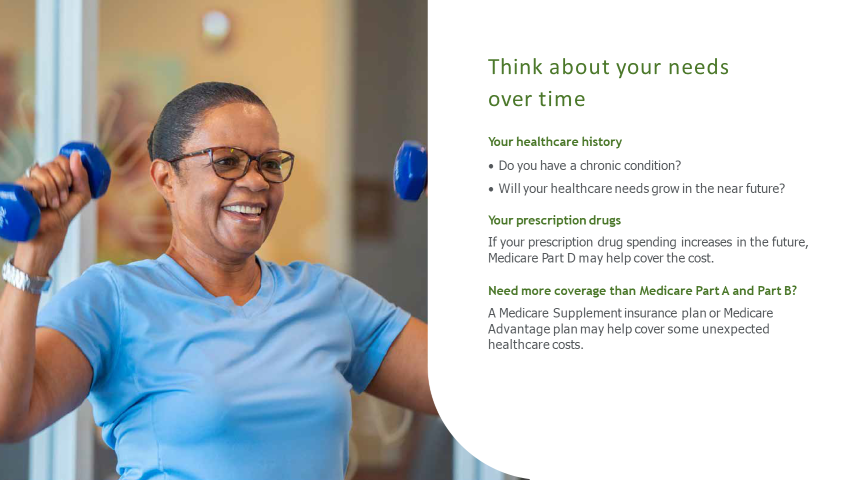 Think about your needs
over time
Your healthcare history
• Do you have a chronic condition?
• Will your healthcare needs grow in the near future?
Your prescription drugs
If your prescription drug spending increases in the future,
Medicare Part D may help cover the cost.
Need more coverage than Medicare Part A and Part B?
A Medicare Supplement insurance plan or Medicare
Advantage plan may help cover some unexpected
healthcare costs.